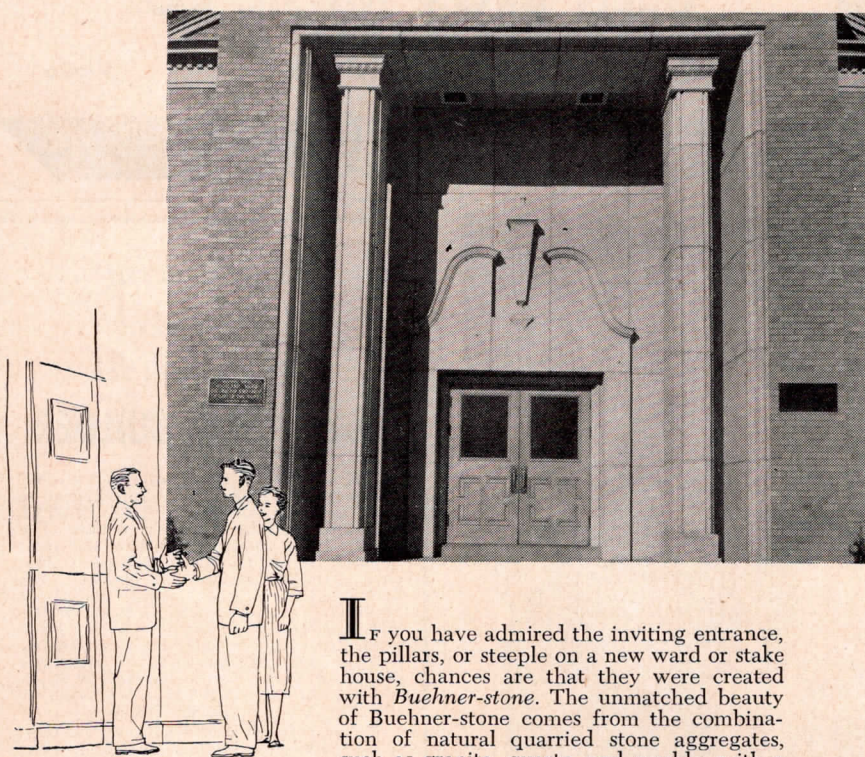 IF you have admired the inviting entrance,
the pillars, or steeple on a new ward or stake
house, chances are that they were created
with Buehner-stone. The unmatched beauty
of Buehner-stone comes from the combina-
tion of natural quarried stone aggregates,